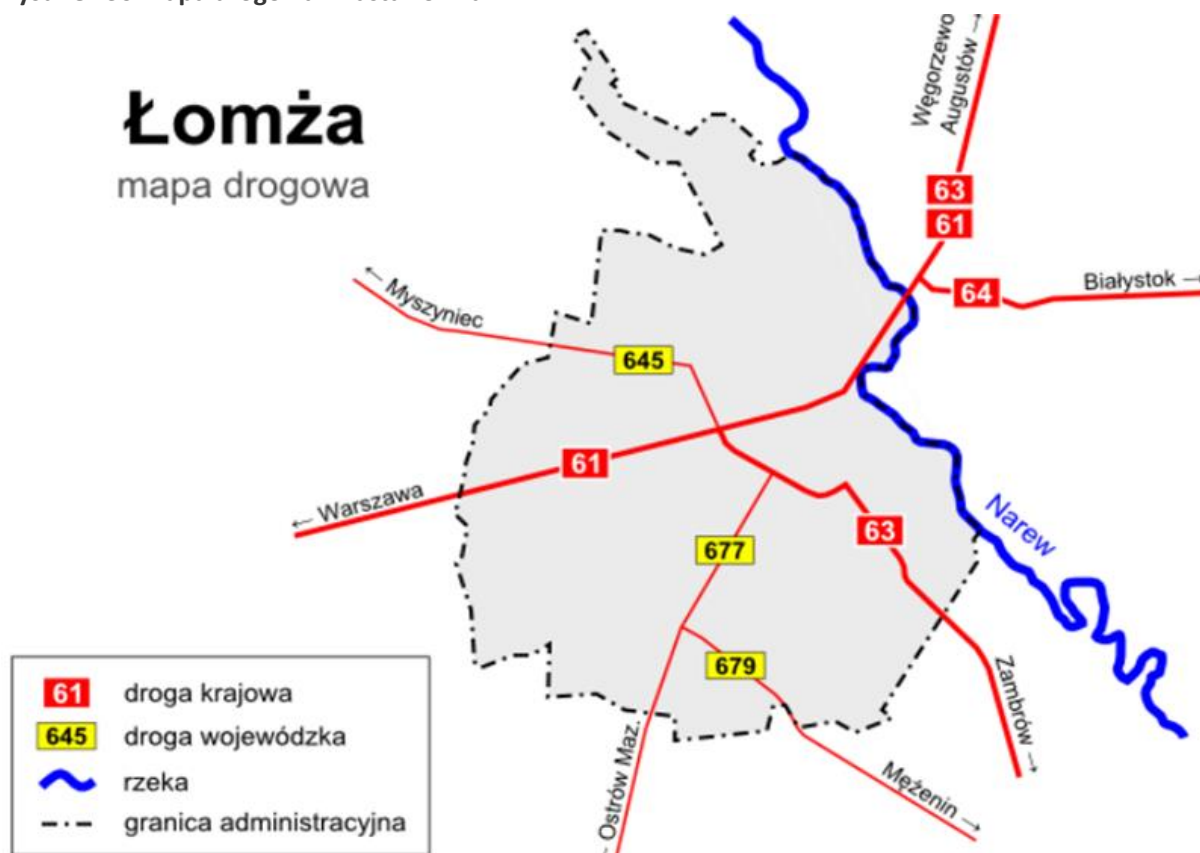 Łomża
mapa drogowa
Węgorzewo
Augustów →
63
61
64
Białystok →
← Myszyniec
645
61
← Warszawa
63
677
679
Narew
Zambrów →
Mężenin →
← Ostrów Maz.
61 droga krajowa
645 droga wojewódzka
rzeka
granica administracyjna